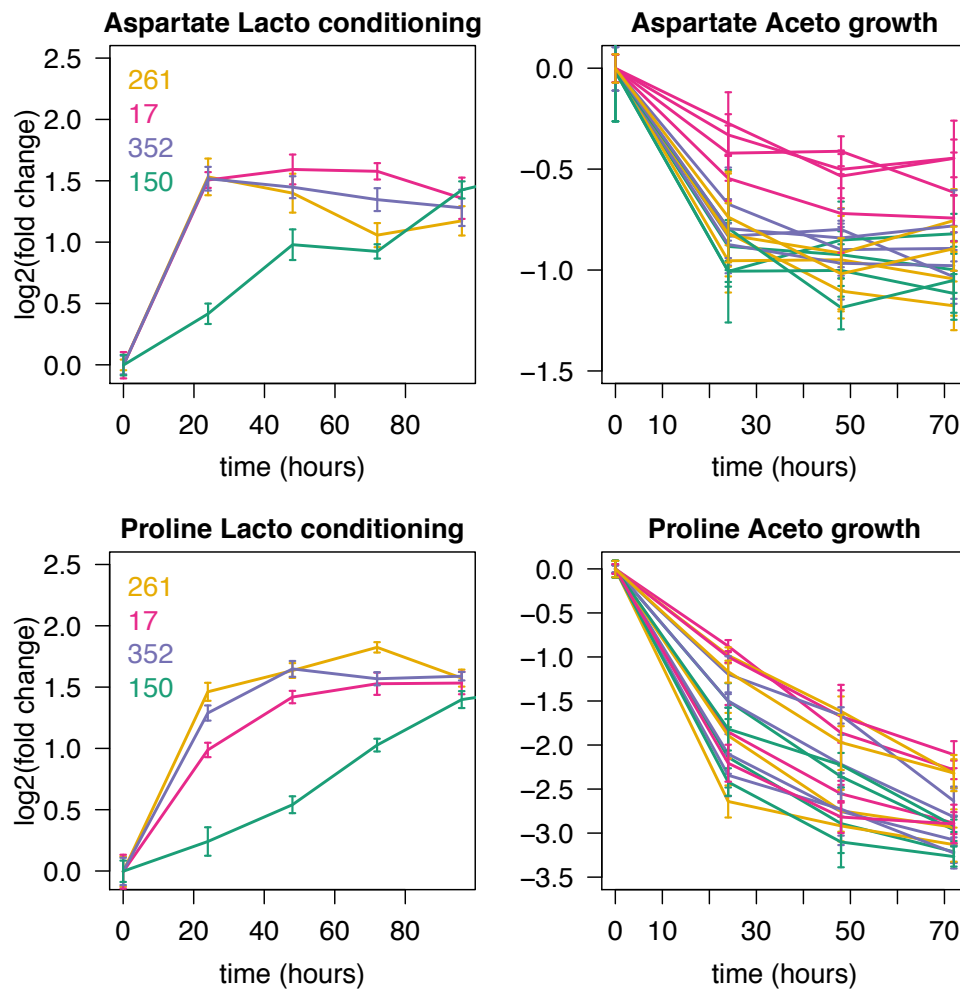 Aspartate Lacto conditioning
2.5
2.0
1.5
1.0
0.5
0.0
log2(fold change)
261
17
352
150
0 20 40 60 80
time (hours)
Aspartate Aceto growth
0.0
−0.5
−1.0
−1.5
0 10 30 50 70
time (hours)
Proline Lacto conditioning
2.5
2.0
1.5
1.0
0.5
0.0
log2(fold change)
261
17
352
150
0 20 40 60 80
time (hours)
Proline Aceto growth
0.0
−0.5
−1.0
−1.5
−2.0
−2.5
−3.0
−3.5
0 10 30 50 70
time (hours)